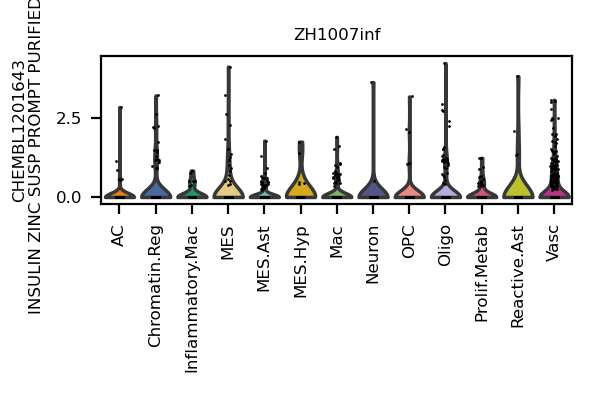 ZH1007inf
CHEMBL1201643
INSULIN ZINC SUSP PROMPT PURIFIED
2.5
0.0
AC
Chromatin.Reg
Inflammatory.Mac
MES
MES.Ast
MES.Hyp
Mac
Neuron
OPC
Oligo
Prolif.Metab
Reactive.Ast
Vasc